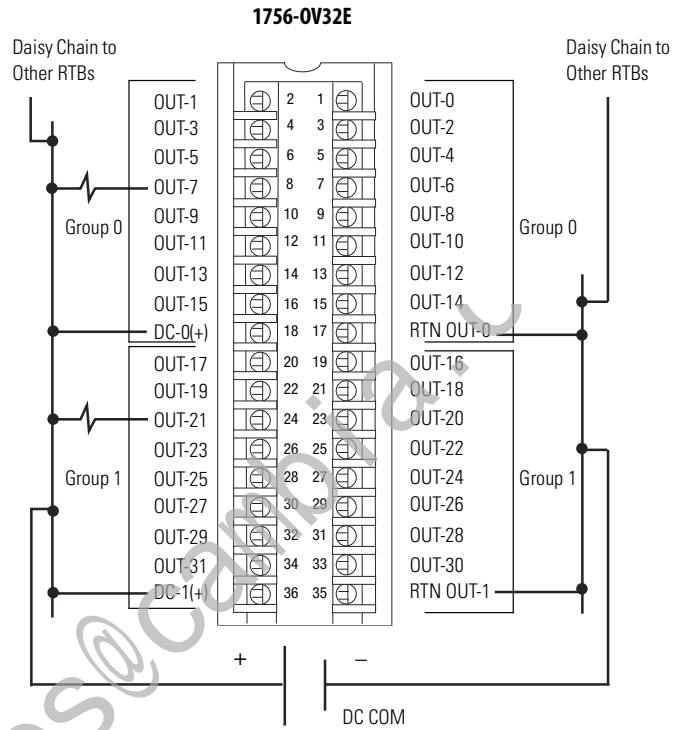 1756-OV32E
Daisy Chain to
Other RTBs
Daisy Chain to
Other RTBs
OUT-1 2 1 OUT-0
OUT-3 4 3 OUT-2
OUT-5 6 5 OUT-4
OUT-7 8 7 OUT-6
OUT-9 10 9 OUT-8
Group 0 Group 0
OUT-11 12 11 OUT-10
OUT-13 14 13 OUT-12
OUT-15 16 15 OUT-14
DC-0(+) 18 17 RTN OUT-0
OUT-17 20 19 OUT-16
OUT-19 22 21 OUT-18
OUT-21 24 23 OUT-20
OUT-23 26 25 OUT-22
Group 1 OUT-25 28 27 OUT-24 Group 1
OUT-27 30 29 OUT-26
OUT-29 32 31 OUT-28
OUT-31 34 33 OUT-30
DC-1(+) 36 35 RTN OUT-1
+ –
DC COM
es@cambia.c